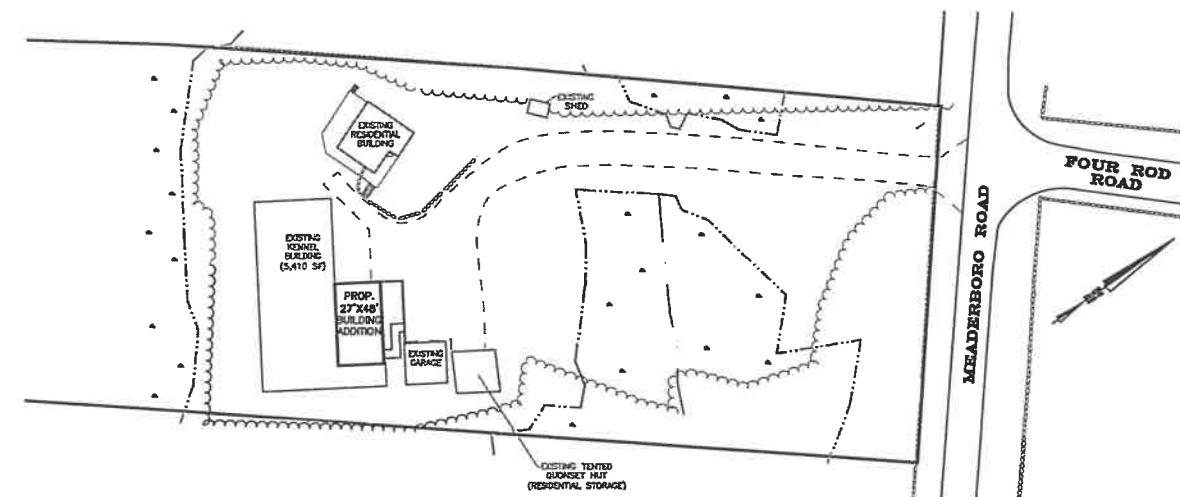 EXISTING
SHED
EXISTING
RESIDENTIAL
BUILDING
FOUR ROD
ROAD
MEADERBORO ROAD
EXISTING
KENNEL
BUILDING
(5,410 SF)
PROP.
27'X48'
BUILDING
ADDITION
EXISTING
GARAGE
EXISTING TENTED
QUONSET HUT
(RESIDENTIAL STORAGE)